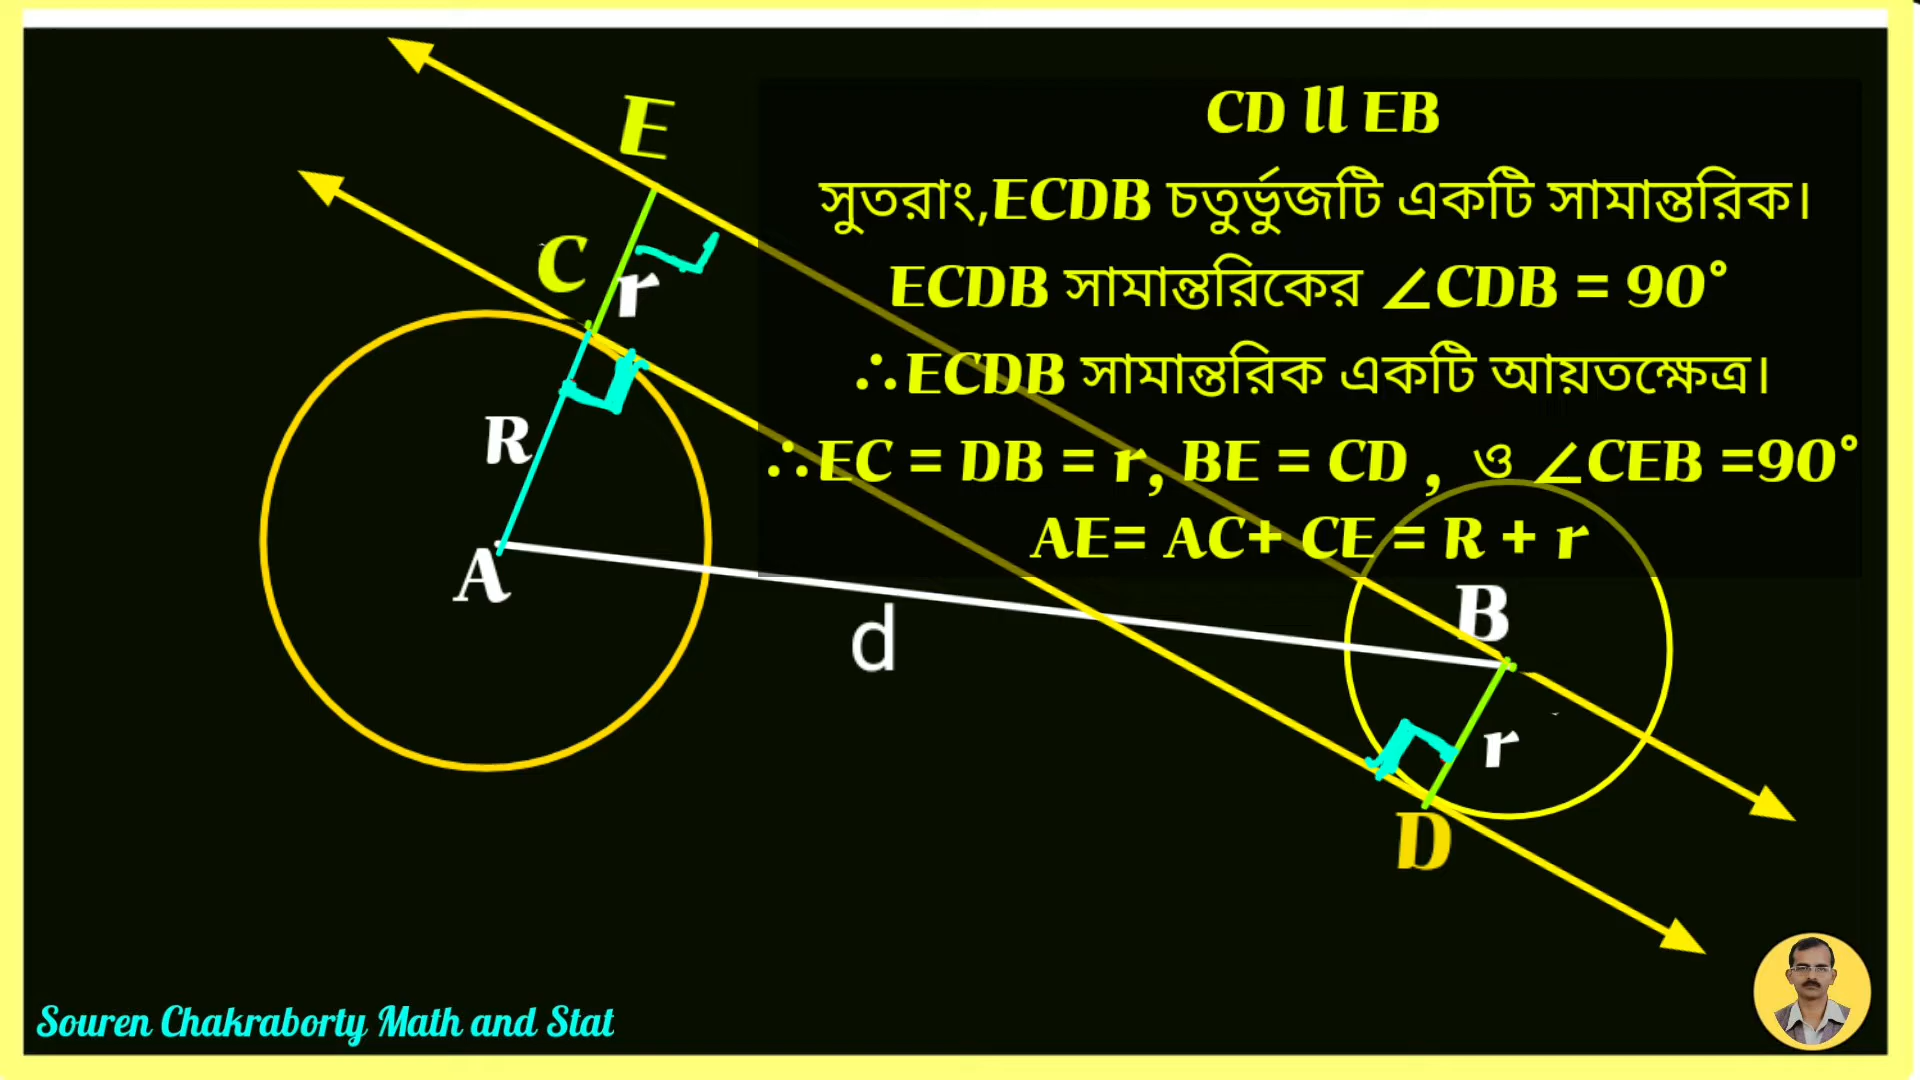 E
CD ll EB
সুতরাং,ECDB চতুর্ভুজটি একটি সামান্তরিক।
C
r
ECDB সামান্তরিকের ∠CDB = 90°
∴ECDB সামান্তরিক একটি আয়তক্ষেত্র।
R
∴EC = DB = r, BE = CD , ও ∠CEB =90°
AE= AC+ CE = R + r
A
B
d
r
D
Souren Chakraborty Math and Stat